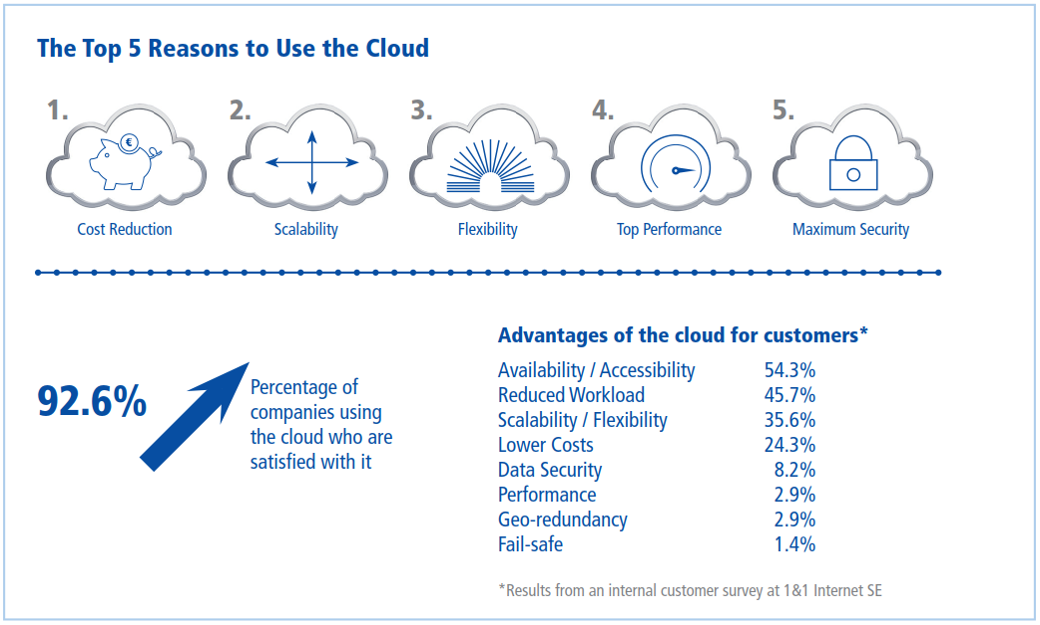 The Top 5 Reasons to Use the Cloud
1.
2.
3.
4.
5.
€
Cost Reduction
Scalability
Flexibility
Top Performance
Maximum Security
92.6%
Percentage of
companies using
the cloud who are
satisfied with it
Advantages of the cloud for customers*
Availability / Accessibility 54.3%
Reduced Workload 45.7%
Scalability / Flexibility 35.6%
Lower Costs 24.3%
Data Security 8.2%
Performance 2.9%
Geo-redundancy 2.9%
Fail-safe 1.4%
*Results from an internal customer survey at 1&1 Internet SE